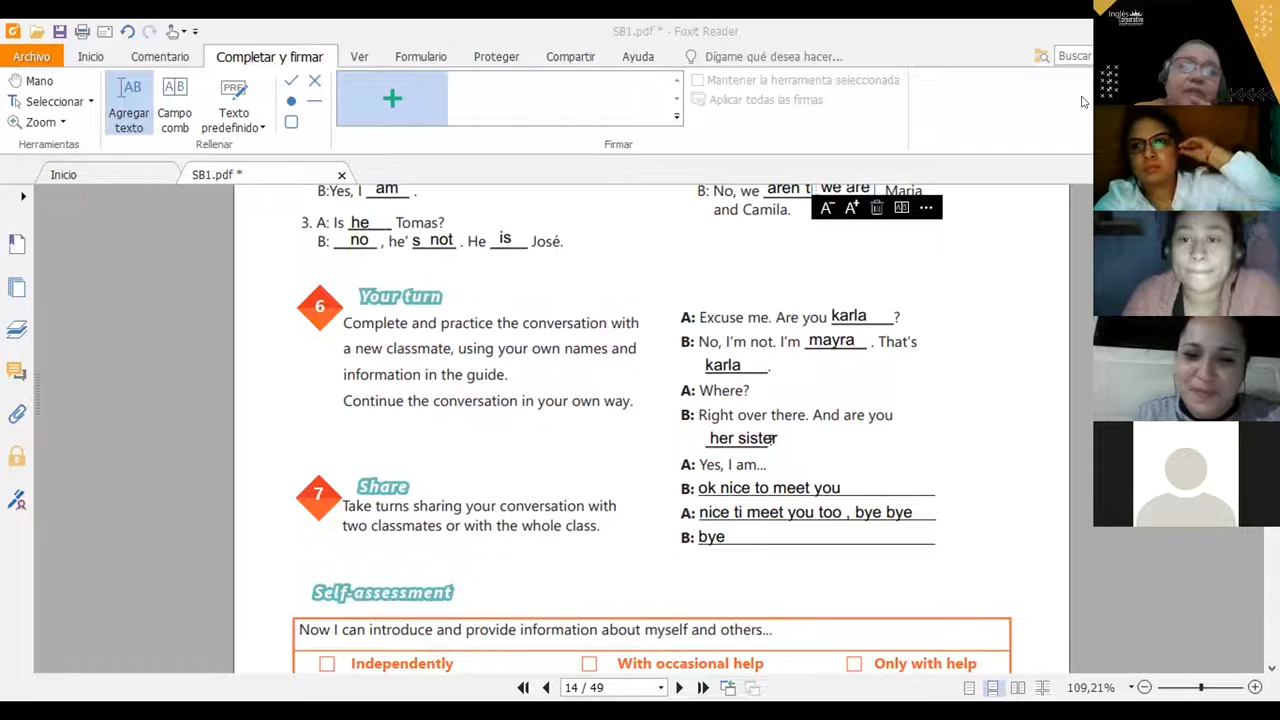 SB1.pdf * - Foxit Reader
Archivo Inicio Comentario Completar y firmar Ver Formulario Proteger Firmar Compartir Ayuda Dígame qué desea hacer... Buscar
Mano
Seleccionar
Zoom
Agregar texto
Campo comb
Texto predefinido
Mantener la herramienta seleccionada
Aplicar todas las firmas
Herramientas Rellenar Firmar
Inicio SB1.pdf *
B:Yes, I am .
3. A: Is he Tomas?
B: no , he' s not . He is José.
B: No, we aren t we are Maria
and Camila.
6 Your turn
Complete and practice the conversation with
a new classmate, using your own names and
information in the guide.
Continue the conversation in your own way.
A: Excuse me. Are you karla ?
B: No, I'm not. I'm mayra . That's
karla .
A: Where?
B: Right over there. And are you
her sister
A: Yes, I am...
B: ok nice to meet you
A: nice ti meet you too , bye bye
B: bye
7 Share
Take turns sharing your conversation with
two classmates or with the whole class.
Self-assessment
Now I can introduce and provide information about myself and others...
Independently With occasional help Only with help
14 / 49
109,21%
Inglés
Corporativo